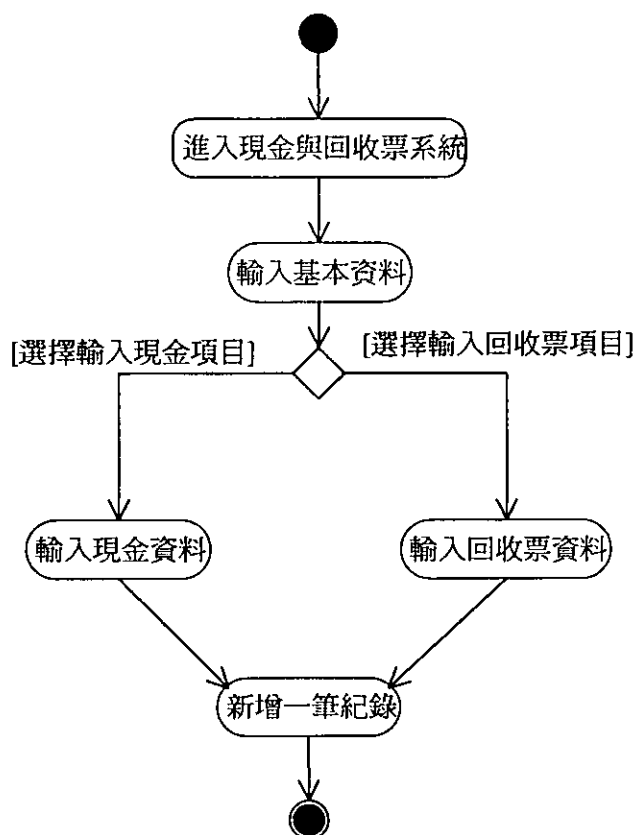 進入現金與回收票系統
輸入基本資料
[選擇輸入現金項目]
[選擇輸入回收票項目]
輸入現金資料
輸入回收票資料
新增一筆紀錄